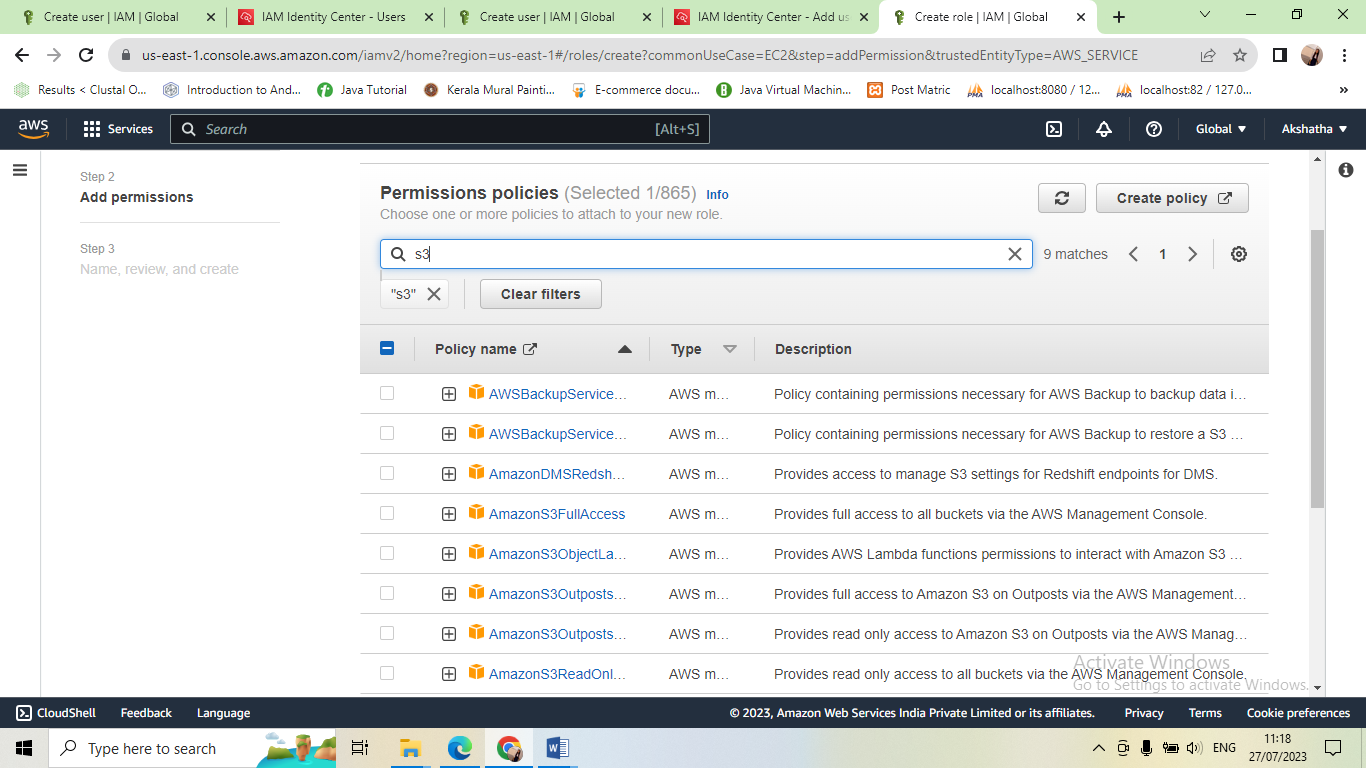 Create user | IAM | Global
IAM Identity Center - Users
Create user | IAM | Global
IAM Identity Center - Add us
Create role | IAM | Global
us-east-1.console.aws.amazon.com/iamv2/home?region=us-east-1#/roles/create?commonUseCase=EC2&step=addPermission&trustedEntityType=AWS_SERVICE
Results < Clustal O...
Introduction to And...
Java Tutorial
Kerala Mural Painti...
E-commerce docu...
Java Virtual Machin...
Post Matric
localhost:8080 / 12...
localhost:82 / 127.0...
»
aws
Services
Search
[Alt+S]
Global
Akshatha
Step 2
Add permissions
Step 3
Name, review, and create
Permissions policies (Selected 1/865) Info
Choose one or more policies to attach to your new role.
Create policy
s3
9 matches
1
"s3"
Clear filters
Policy name
Type
Description
AWSBackupService... AWS m... Policy containing permissions necessary for AWS Backup to backup data i...
AWSBackupService... AWS m... Policy containing permissions necessary for AWS Backup to restore a S3 ...
AmazonDMSRedsh... AWS m... Provides access to manage S3 settings for Redshift endpoints for DMS.
AmazonS3FullAccess AWS m... Provides full access to all buckets via the AWS Management Console.
AmazonS3ObjectLa... AWS m... Provides AWS Lambda functions permissions to interact with Amazon S3 ...
AmazonS3Outposts... AWS m... Provides full access to Amazon S3 on Outposts via the AWS Management...
AmazonS3Outposts... AWS m... Provides read only access to Amazon S3 on Outposts via the AWS Manag...
AmazonS3ReadOnl... AWS m... Provides read only access to all buckets via the AWS Management Console.
Activate Windows
Go to Settings to activate Windows.
CloudShell
Feedback
Language
© 2023, Amazon Web Services India Private Limited or its affiliates.
Privacy
Terms
Cookie preferences
Type here to search
ENG
11:18
27/07/2023